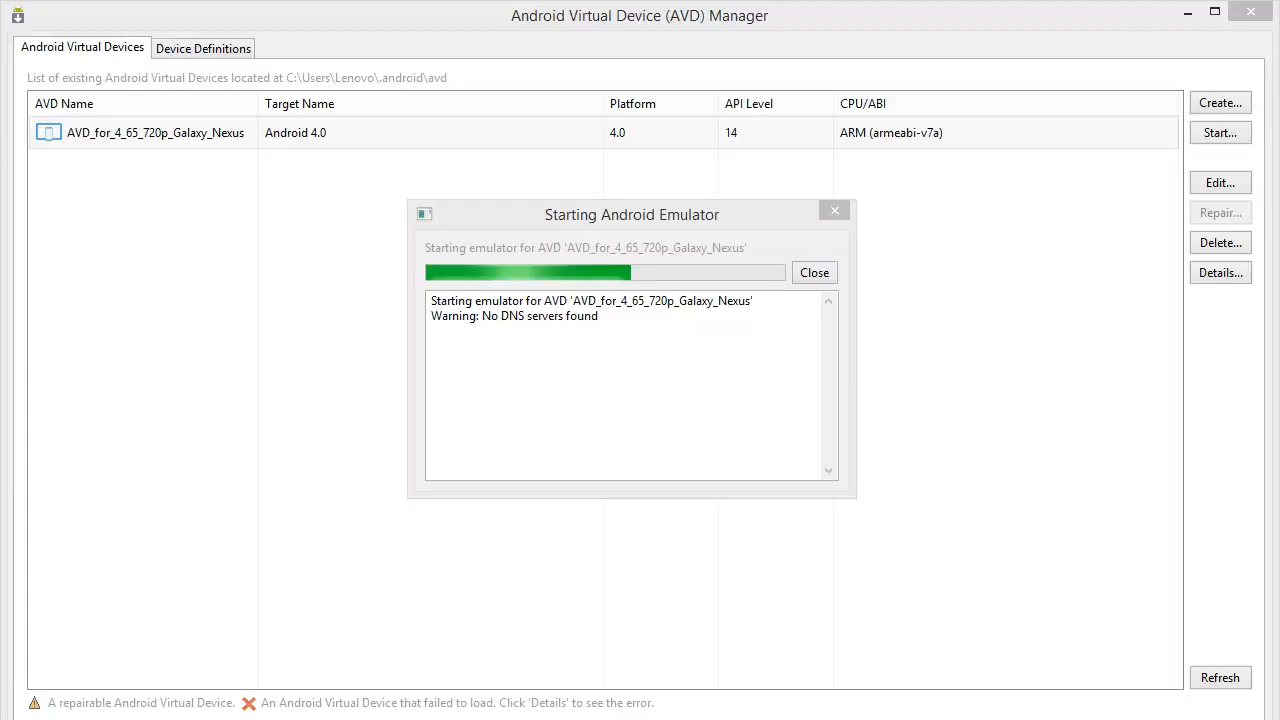 Android Virtual Device (AVD) Manager
Android Virtual Devices
Device Definitions
List of existing Android Virtual Devices located at C:\Users\Lenovo\.android\avd
AVD Name
Target Name
Platform
API Level
CPU/ABI
AVD_for_4_65_720p_Galaxy_Nexus
Android 4.0
4.0
14
ARM (armeabi-v7a)
Create...
Start...
Edit...
Repair...
Delete...
Details...
Starting Android Emulator
Starting emulator for AVD 'AVD_for_4_65_720p_Galaxy_Nexus'
Close
Starting emulator for AVD 'AVD_for_4_65_720p_Galaxy_Nexus'
Warning: No DNS servers found
Refresh
A repairable Android Virtual Device.
An Android Virtual Device that failed to load. Click 'Details' to see the error.